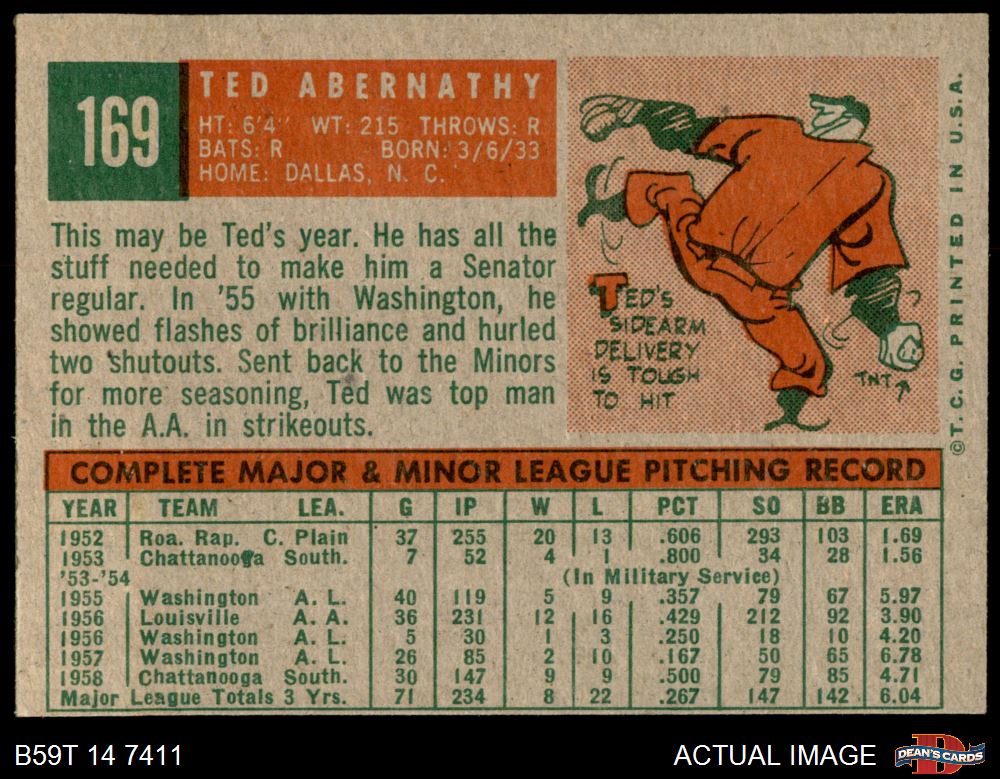 169
TED ABERNATHY
HT: 6'4" WT: 215 THROWS: R
BATS: R BORN: 3/6/33
HOME: DALLAS, N. C.
This may be Ted's year. He has all the
stuff needed to make him a Senator
regular. In '55 with Washington, he
showed flashes of brilliance and hurled
two shutouts. Sent back to the Minors
for more seasoning, Ted was top man
in the A.A. in strikeouts.
TED'S
SIDEARM
DELIVERY
IS TOUGH
TO HIT
TNT
©T.C.G. PRINTED IN U.S.A.
COMPLETE MAJOR & MINOR LEAGUE PITCHING RECORD
YEAR TEAM LEA. G IP W L PCT SO BB ERA
1952 Roa. Rap. C. Plain 37 255 20 13 .606 293 103 1.69
1953 Chattanooga South. 7 52 4 1 .800 34 28 1.56
'53-'54 (In Military Service)
1955 Washington A. L. 40 119 5 9 .357 79 67 5.97
1956 Louisville A. A. 36 231 12 16 .429 212 92 3.90
1956 Washington A. L. 5 30 1 3 .250 18 10 4.20
1957 Washington A. L. 26 85 2 10 .167 50 65 6.78
1958 Chattanooga South. 30 147 9 9 .500 79 85 4.71
Major League Totals 3 Yrs. 71 234 8 22 .267 147 142 6.04
B59T 14 7411
ACTUAL IMAGE
DEAN'S CARDS